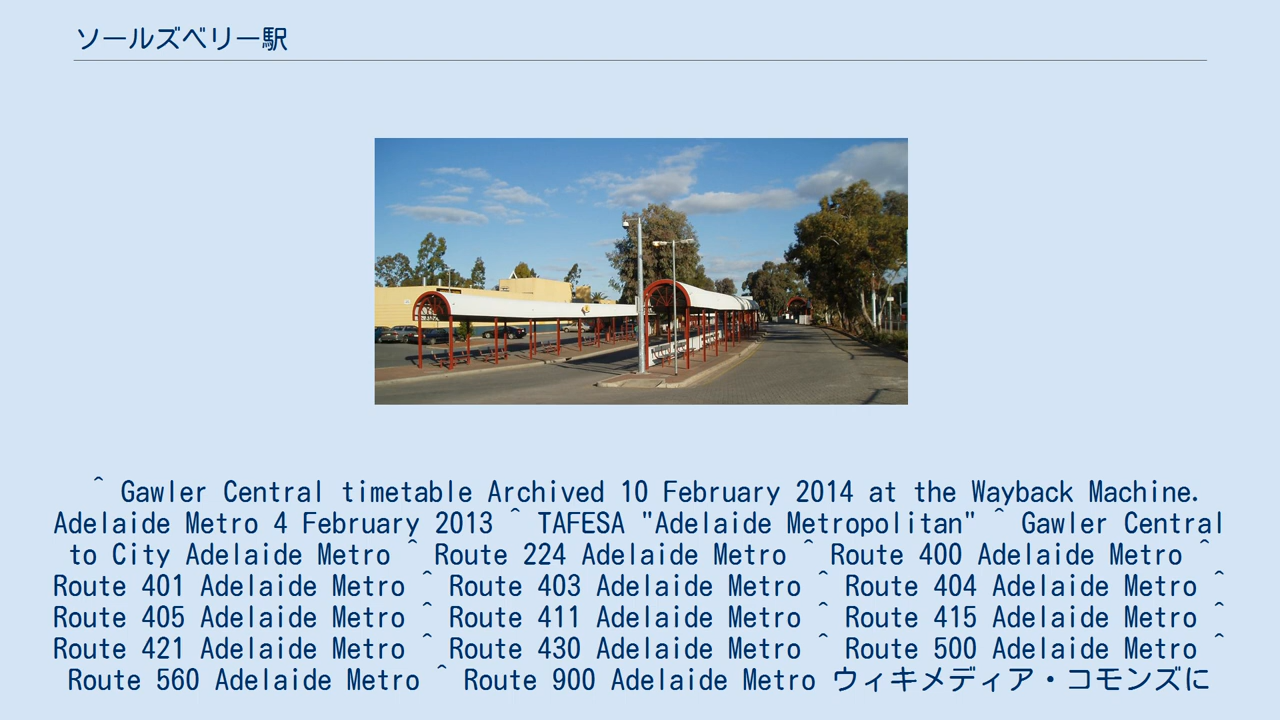 ソールズベリー駅
^ Gawler Central timetable Archived 10 February 2014 at the Wayback Machine.
Adelaide Metro 4 February 2013 ^ TAFESA "Adelaide Metropolitan" ^ Gawler Central
to City Adelaide Metro ^ Route 224 Adelaide Metro ^ Route 400 Adelaide Metro ^
Route 401 Adelaide Metro ^ Route 403 Adelaide Metro ^ Route 404 Adelaide Metro ^
Route 405 Adelaide Metro ^ Route 411 Adelaide Metro ^ Route 415 Adelaide Metro ^
Route 421 Adelaide Metro ^ Route 430 Adelaide Metro ^ Route 500 Adelaide Metro ^
Route 560 Adelaide Metro ^ Route 900 Adelaide Metro ウィキメディア・コモンズに